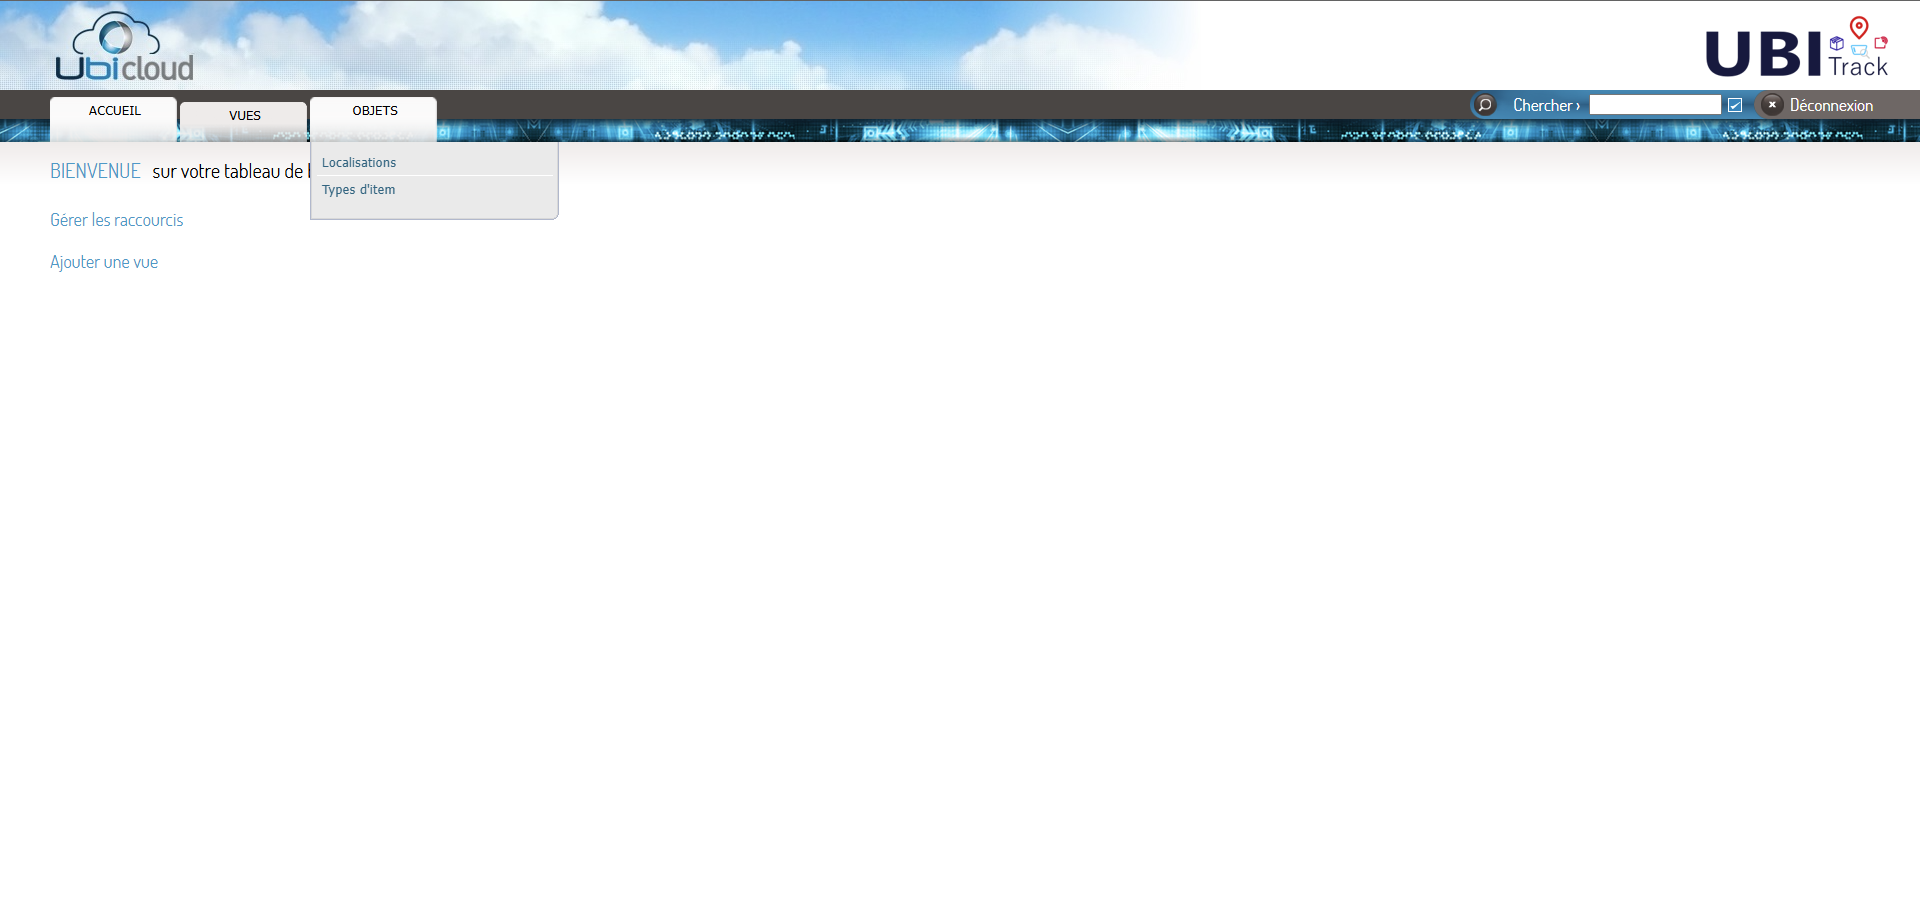 Ubicloud
UBI Track
ACCUEIL
VUES
OBJETS
Chercher ›
Déconnexion
Localisations
Types d'item
BIENVENUE sur votre tableau de
Gérer les raccourcis
Ajouter une vue